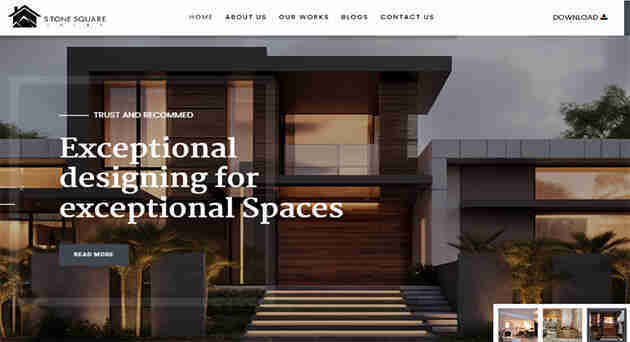 STONE SQUARE
HOME ABOUT US OUR WORKS BLOGS CONTACT US DOWNLOAD
TRUST AND RECOMMED
Exceptional
designing for
exceptional Spaces
READ MORE